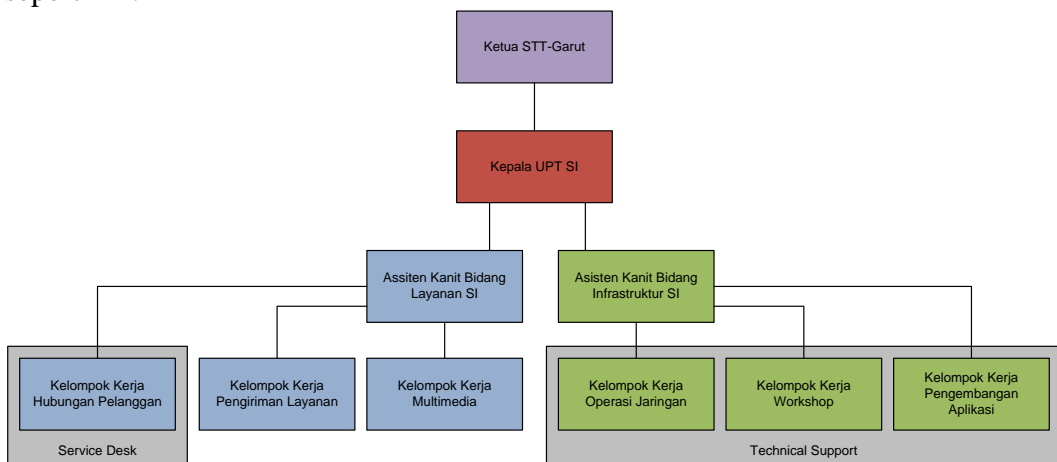 Ketua STT-Garut
Kepala UPT SI
Assiten Kanit Bidang
Layanan SI
Asisten Kanit Bidang
Infrastruktur SI
Kelompok Kerja
Hubungan Pelanggan
Kelompok Kerja
Pengiriman Layanan
Kelompok Kerja
Multimedia
Kelompok Kerja
Operasi Jaringan
Kelompok Kerja
Workshop
Kelompok Kerja
Pengembangan
Aplikasi
Service Desk
Technical Support